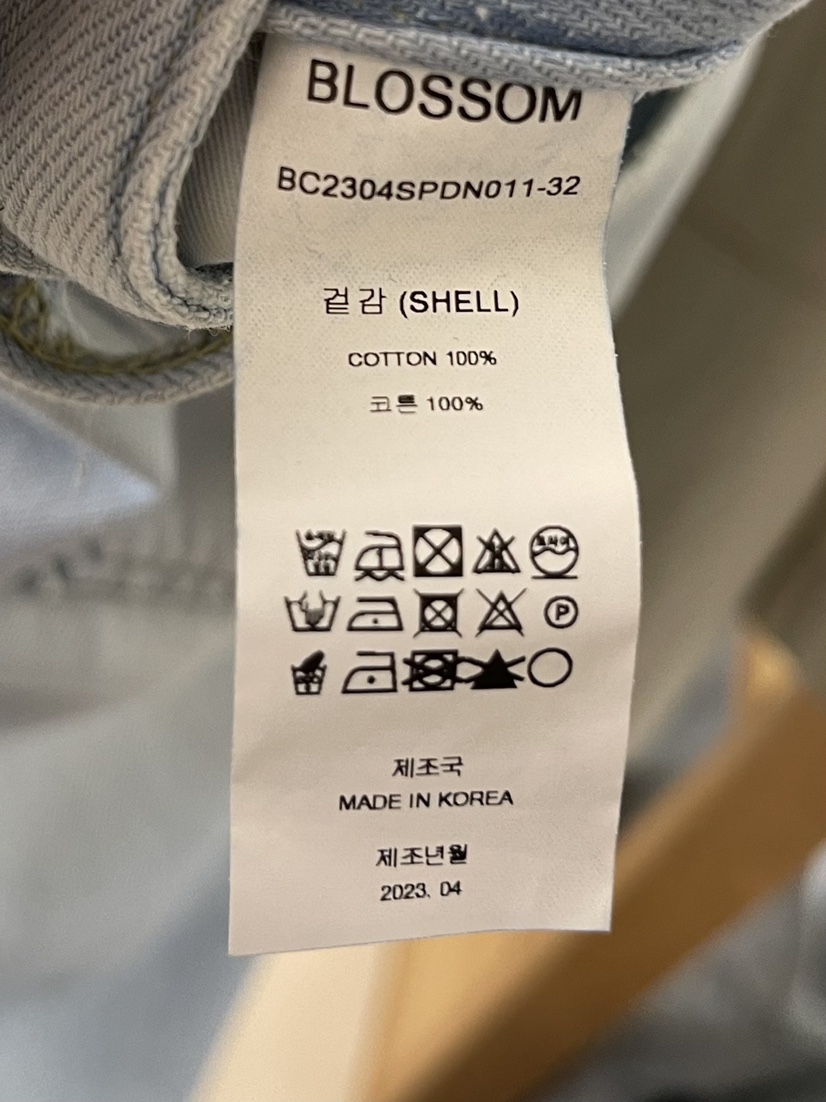 BLOSSOM
BC2304SPDN011-32
겉감 (SHELL)
COTTON 100%
코튼 100%
P
제조국
MADE IN KOREA
제조년월
2023. 04